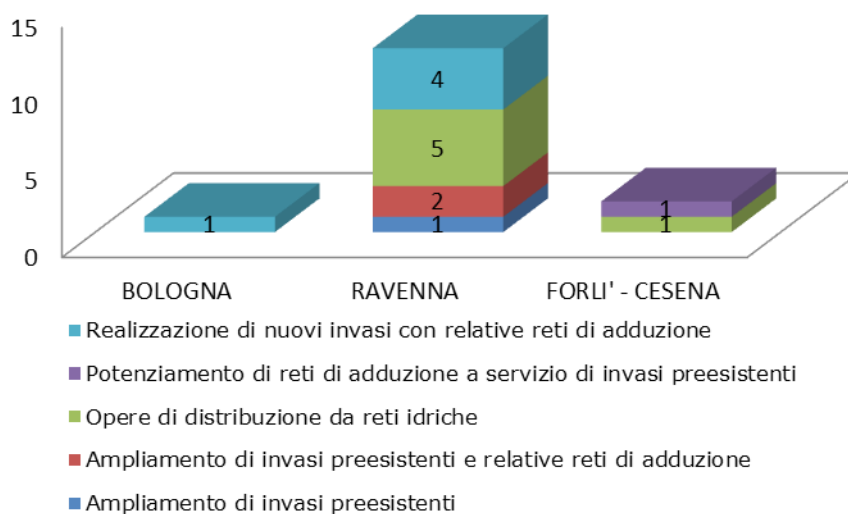 15
10
5
0
4
5
2
1
1
1
1
BOLOGNA RAVENNA FORLI' - CESENA
Realizzazione di nuovi invasi con relative reti di adduzione
Potenziamento di reti di adduzione a servizio di invasi preesistenti
Opere di distribuzione da reti idriche
Ampliamento di invasi preesistenti e relative reti di adduzione
Ampliamento di invasi preesistenti